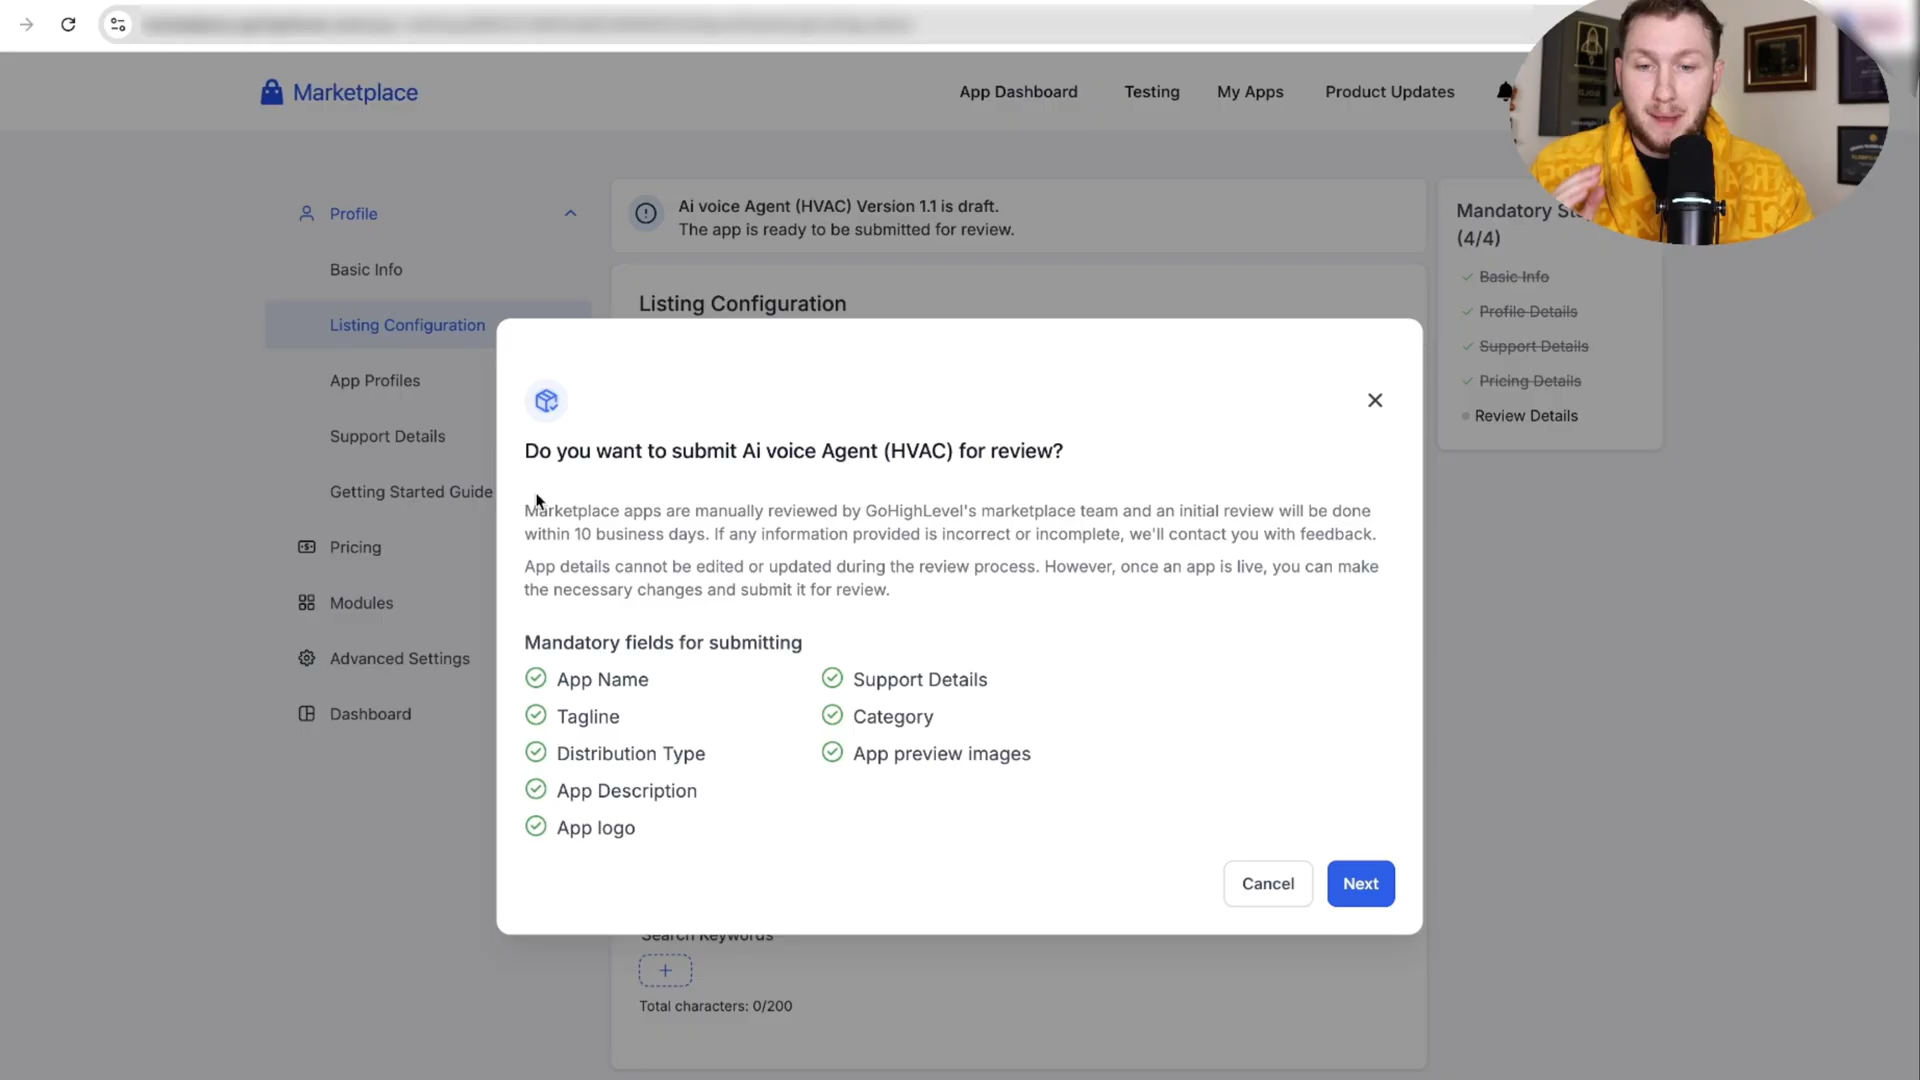 Marketplace
App Dashboard
Testing
My Apps
Product Updates
Profile
Basic Info
Listing Configuration
App Profiles
Support Details
Getting Started Guide
Pricing
Modules
Advanced Settings
Dashboard
Ai voice Agent (HVAC) Version 1.1 is draft.
The app is ready to be submitted for review.
Listing Configuration
Do you want to submit Ai voice Agent (HVAC) for review?
Marketplace apps are manually reviewed by GoHighLevel's marketplace team and an initial review will be done
within 10 business days. If any information provided is incorrect or incomplete, we'll contact you with feedback.
App details cannot be edited or updated during the review process. However, once an app is live, you can make
the necessary changes and submit it for review.
Mandatory fields for submitting
App Name
Tagline
Distribution Type
App Description
App logo
Support Details
Category
App preview images
Cancel
Next
Search Keywords
+
Total characters: 0/200
Mandatory
(4/4)
Basic Info
Profile Details
Support Details
Pricing Details
Review Details